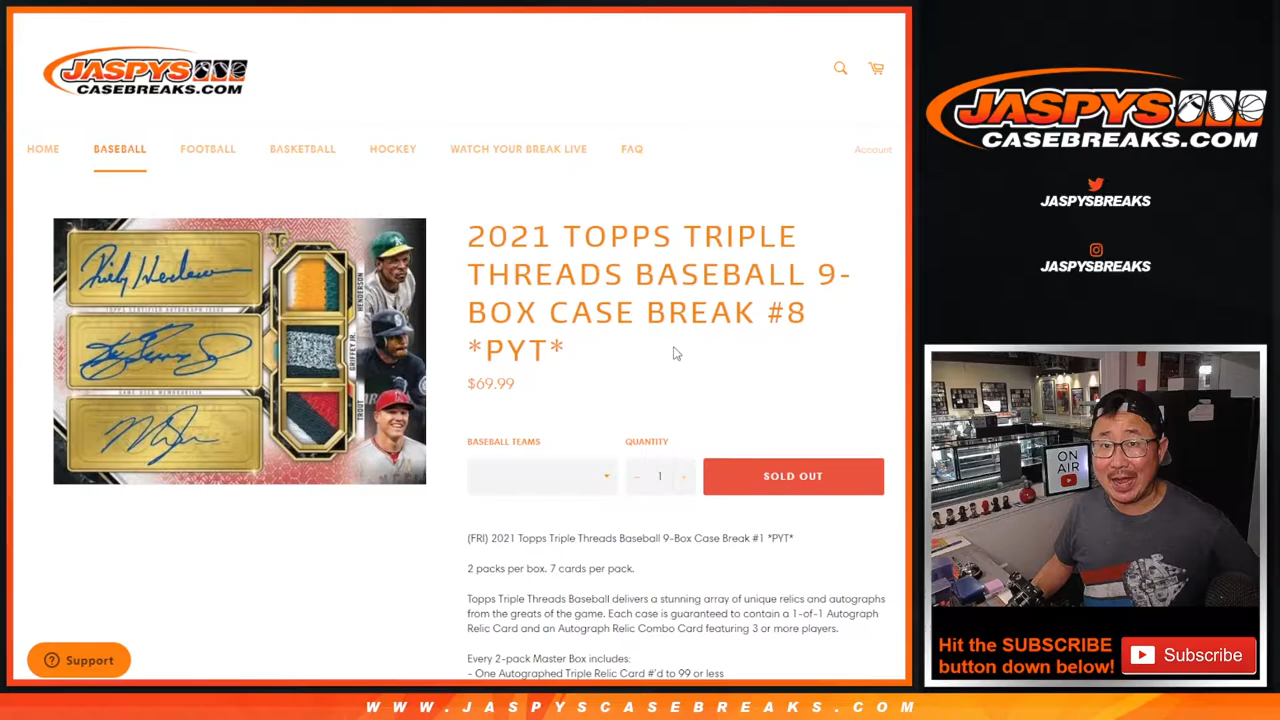 JASPYS
CASEBREAKS.COM
HOME
BASEBALL
FOOTBALL
BASKETBALL
HOCKEY
WATCH YOUR BREAK LIVE
FAQ
Account
HENDERSON
GRIFFEY JR.
TROUT
2021 TOPPS TRIPLE
THREADS BASEBALL 9-
BOX CASE BREAK #8
*PYT*
$69.99
BASEBALL TEAMS
QUANTITY
− 1 +
SOLD OUT
(FRI) 2021 Topps Triple Threads Baseball 9-Box Case Break #1 *PYT*
2 packs per box. 7 cards per pack.
Topps Triple Threads Baseball delivers a stunning array of unique relics and autographs
from the greats of the game. Each case is guaranteed to contain a 1-of-1 Autograph
Relic Card and an Autograph Relic Combo Card featuring 3 or more players.
Every 2-pack Master Box includes:
- One Autographed Triple Relic Card #'d to 99 or less
Support
JASPYS
CASEBREAKS.COM
JASPYSBREAKS
JASPYSBREAKS
ON
AIR
Hit the SUBSCRIBE
button down below!
Subscribe
WWW.JASPYSCASEBREAKS.COM